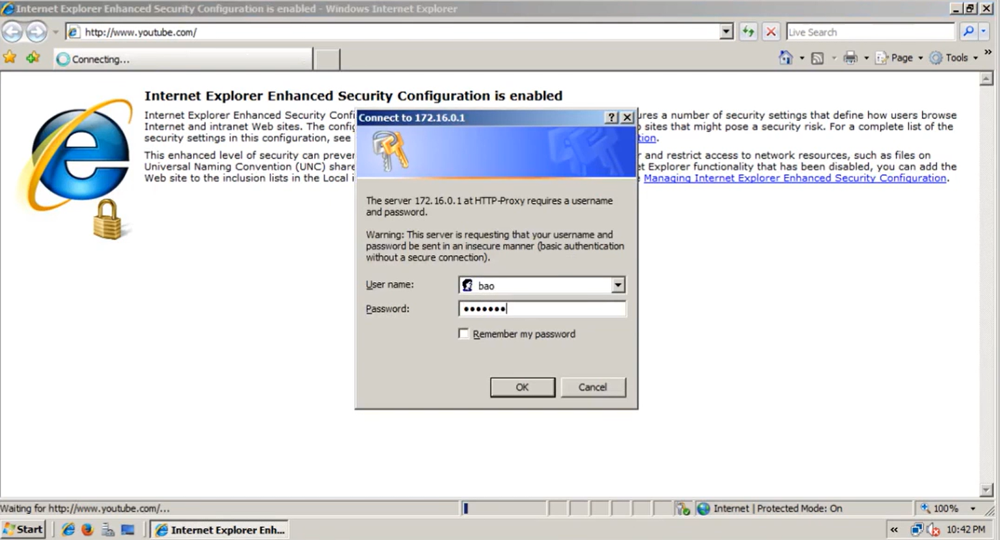 Internet Explorer Enhanced Security Configuration is enabled - Windows Internet Explorer
http://www.youtube.com/
Live Search
Connecting...
Page
Tools
»
Internet Explorer Enhanced Security Configuration is enabled
Internet Explorer Enhanced Security Confi
ures a number of security settings that define how users browse
Internet and intranet Web sites. The config
sites that might pose a security risk. For a complete list of the
security settings in this configuration, see
tion.
This enhanced level of security can preven
r and restrict access to network resources, such as files on
Universal Naming Convention (UNC) share
et Explorer functionality that has been disabled, you can add the
Web site to the inclusion lists in the Local i
Managing Internet Explorer Enhanced Security Configuration.
Connect to 172.16.0.1
The server 172.16.0.1 at HTTP-Proxy requires a username
and password.
Warning: This server is requesting that your username and
password be sent in an insecure manner (basic authentication
without a secure connection).
User name:
bao
Password:
•••••••
Remember my password
OK
Cancel
Waiting for http://www.youtube.com/...
Internet | Protected Mode: On
100%
Start
Internet Explorer Enh...
«
10:42 PM